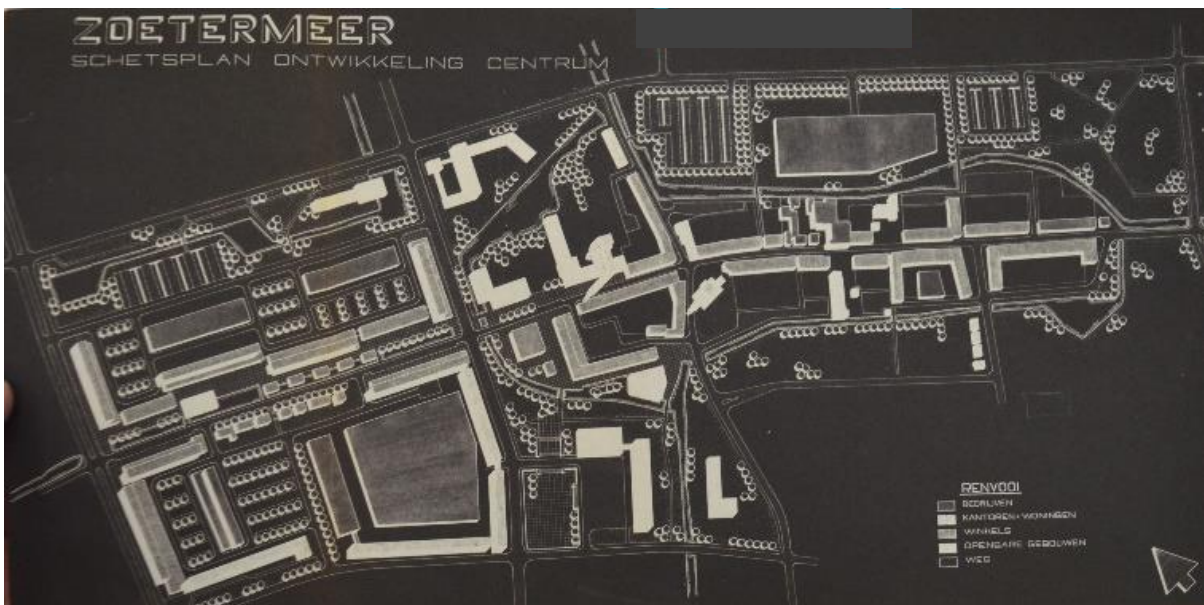 ZOETERMEER
SCHETSPLAN ONTWIKKELING CENTRUM
RENVOOI
BEDRIJVEN
KANTOREN+WONINGEN
WINKELS
OPENBARE GEBOUWEN
WEG